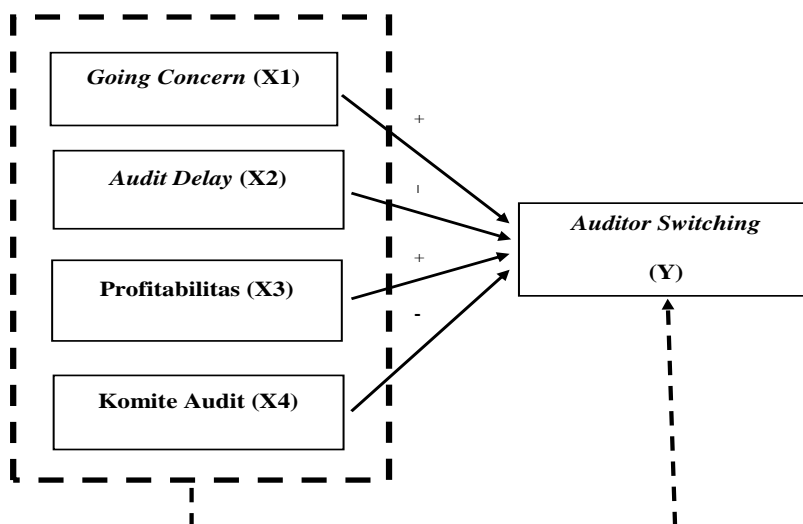 Going Concern (X1)
+
Audit Delay (X2)
Auditor Switching
(Y)
+
Profitabilitas (X3)
-
Komite Audit (X4)